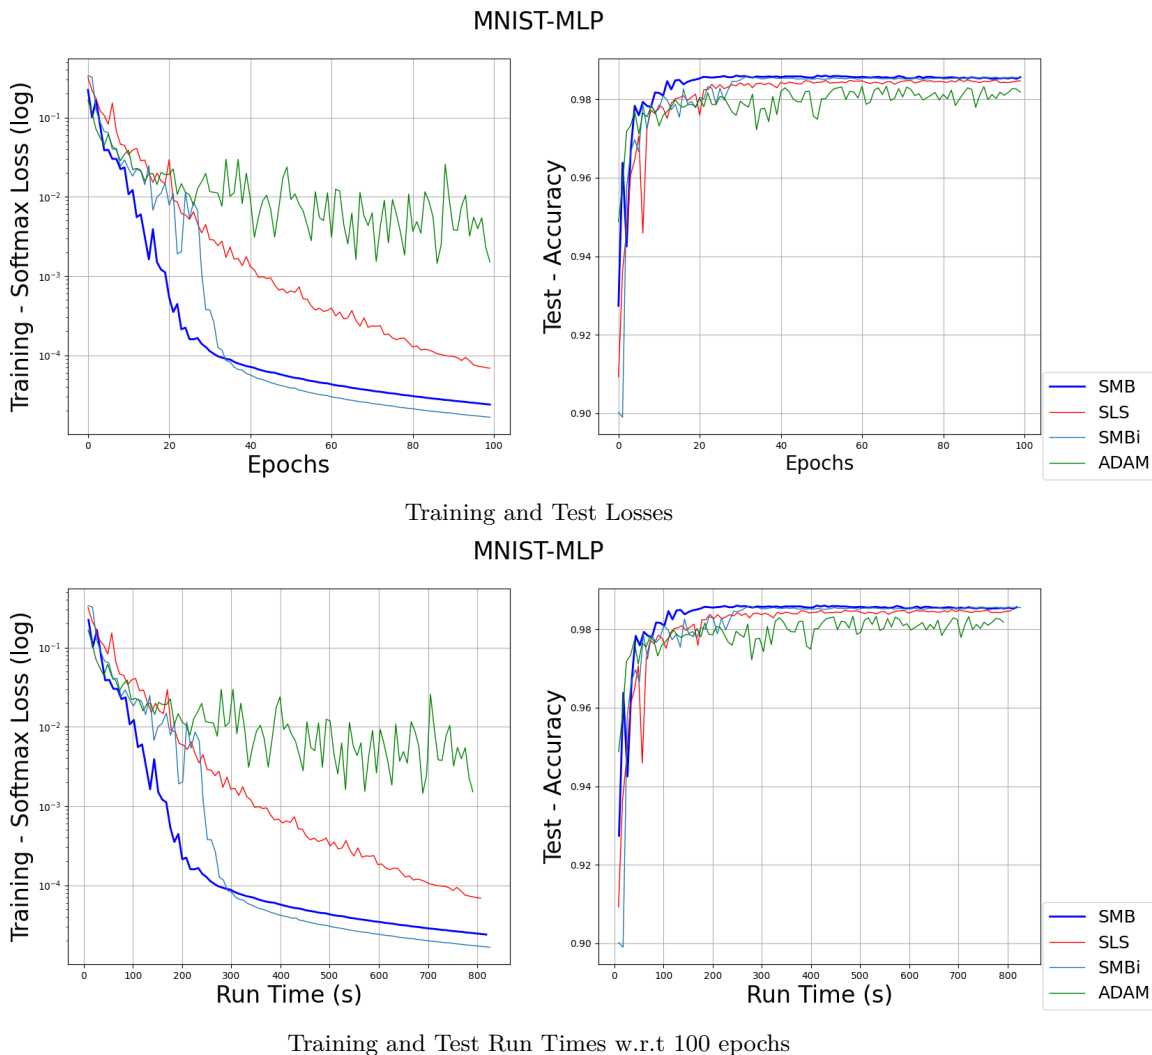 MNIST-MLP
Training - Softmax Loss (log)
10^-1
10^-2
10^-3
10^-4
0 20 40 60 80 100
Epochs
Test - Accuracy
0.98
0.96
0.94
0.92
0.90
0 20 40 60 80 100
Epochs
SMB
SLS
SMBi
ADAM
Training and Test Losses
MNIST-MLP
Training - Softmax Loss (log)
10^-1
10^-2
10^-3
10^-4
0 100 200 300 400 500 600 700 800
Run Time (s)
Test - Accuracy
0.98
0.96
0.94
0.92
0.90
0 100 200 300 400 500 600 700 800
Run Time (s)
SMB
SLS
SMBi
ADAM
Training and Test Run Times w.r.t 100 epochs